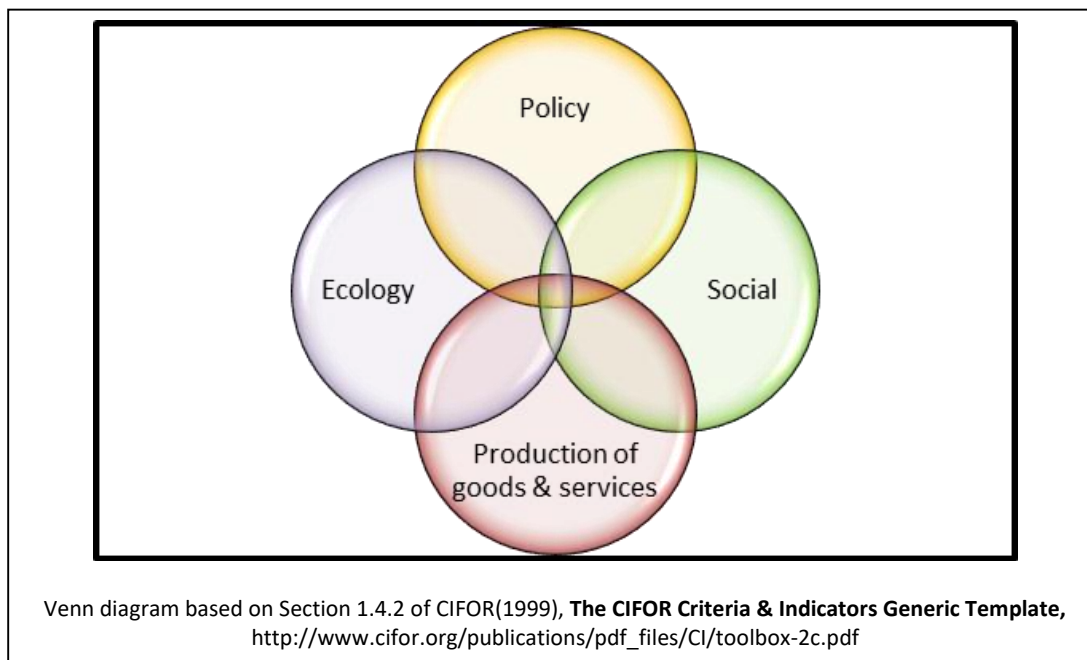 Policy
Ecology
Social
Production of
goods & services
Venn diagram based on Section 1.4.2 of CIFOR(1999), The CIFOR Criteria & Indicators Generic Template,
http://www.cifor.org/publications/pdf_files/CI/toolbox-2c.pdf